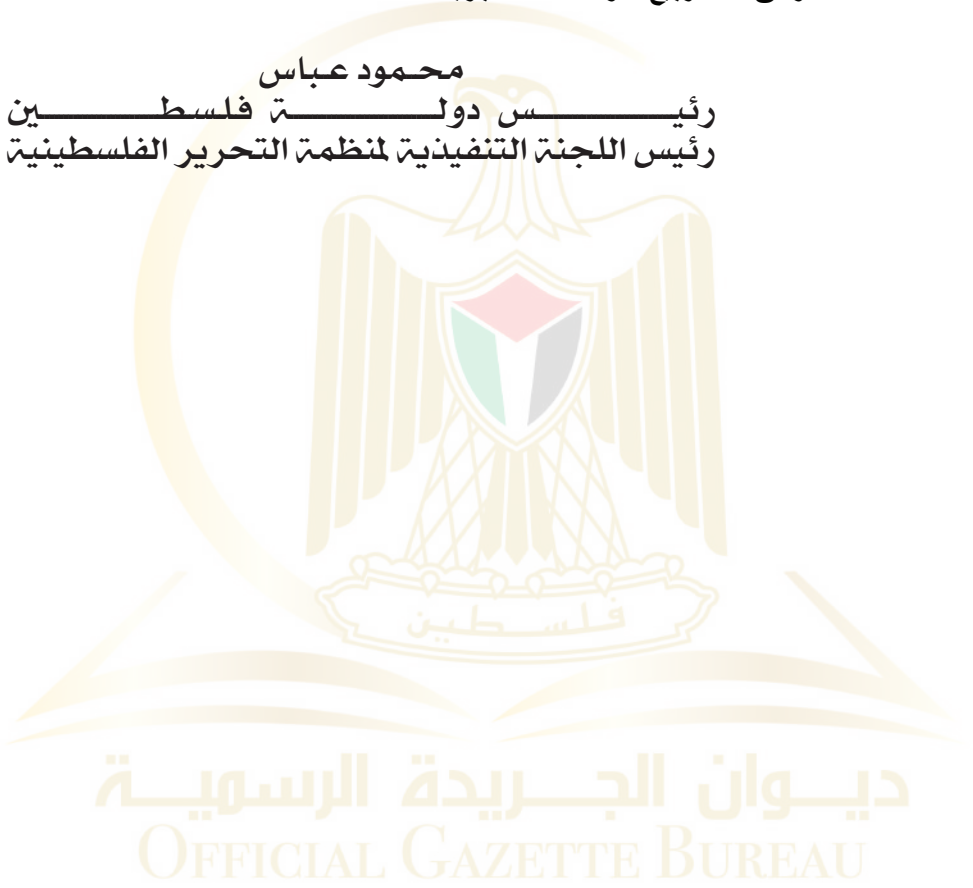 محمود عباس
رئيس دولة فلسطين
رئيس اللجنة التنفيذية لمنظمة التحرير الفلسطينية
فلسطين
ديوان الجريدة الرسمية
OFFICIAL GAZETTE BUREAU